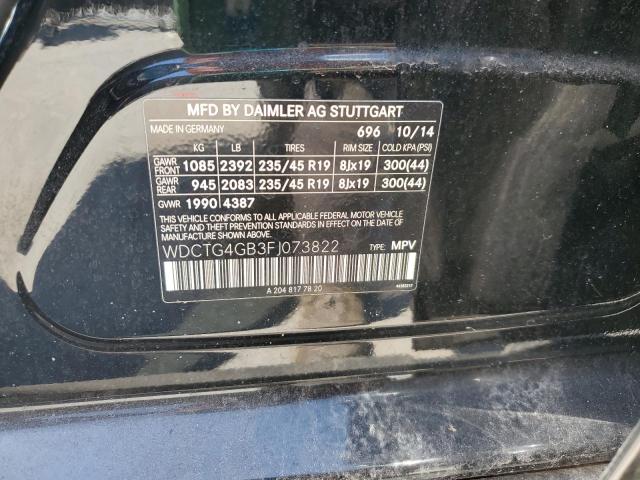 MFD BY DAIMLER AG STUTTGART
MADE IN GERMANY 696 10/14
KG LB TIRES RIM SIZE COLD KPA (PSI)
GAWR FRONT 1085 2392 235/45 R19 8Jx19 300(44)
GAWR REAR 945 2083 235/45 R19 8Jx19 300(44)
GVWR 1990 4387
THIS VEHICLE CONFORMS TO ALL APPLICABLE FEDERAL MOTOR VEHICLE
SAFETY AND THEFT PREVENTION STANDARDS IN EFFECT ON
THE DATE OF MANUFACTURE SHOWN ABOVE.
WDCTG4GB3FJ073822 TYPE: MPV
A 204 817 78 20